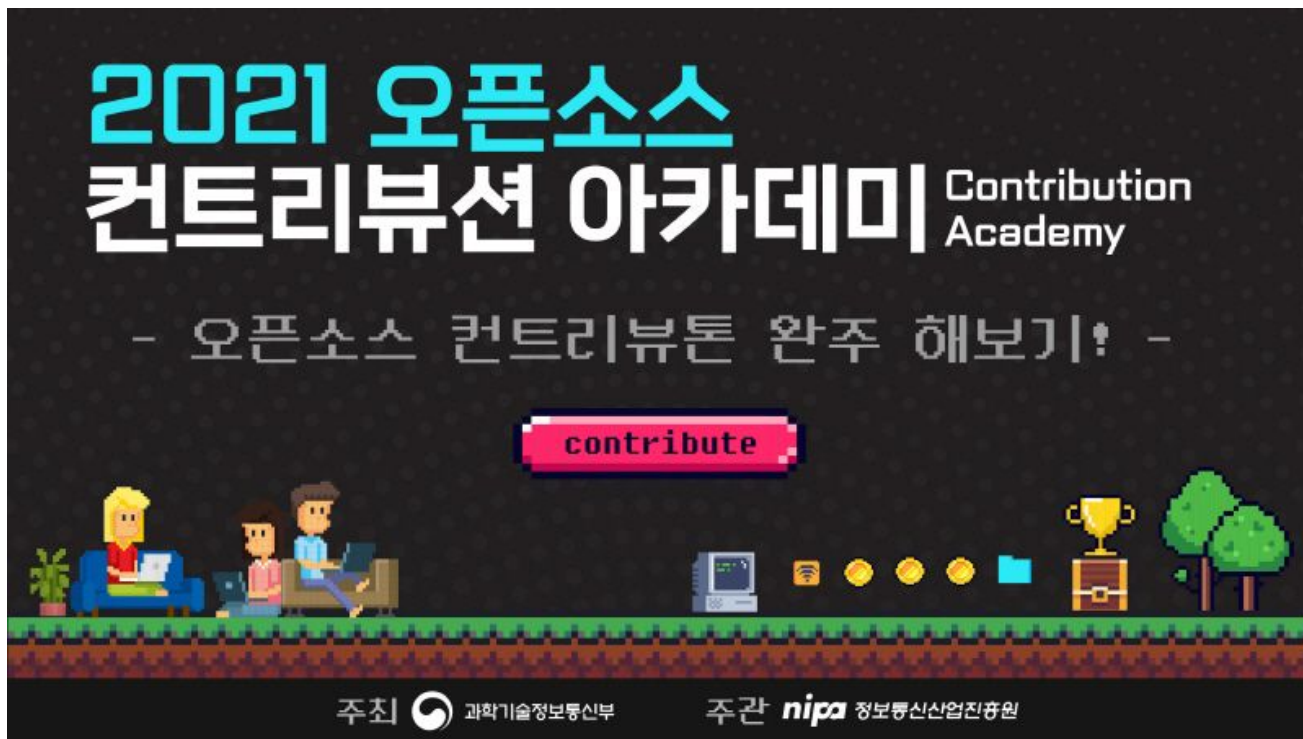 2021 오픈소스
컨트리뷰션 아카데미 Contribution Academy
- 오픈소스 컨트리뷰톤 완주 해보기! -
contribute
주최 과학기술정보통신부 주관 nipa 정보통신산업진흥원